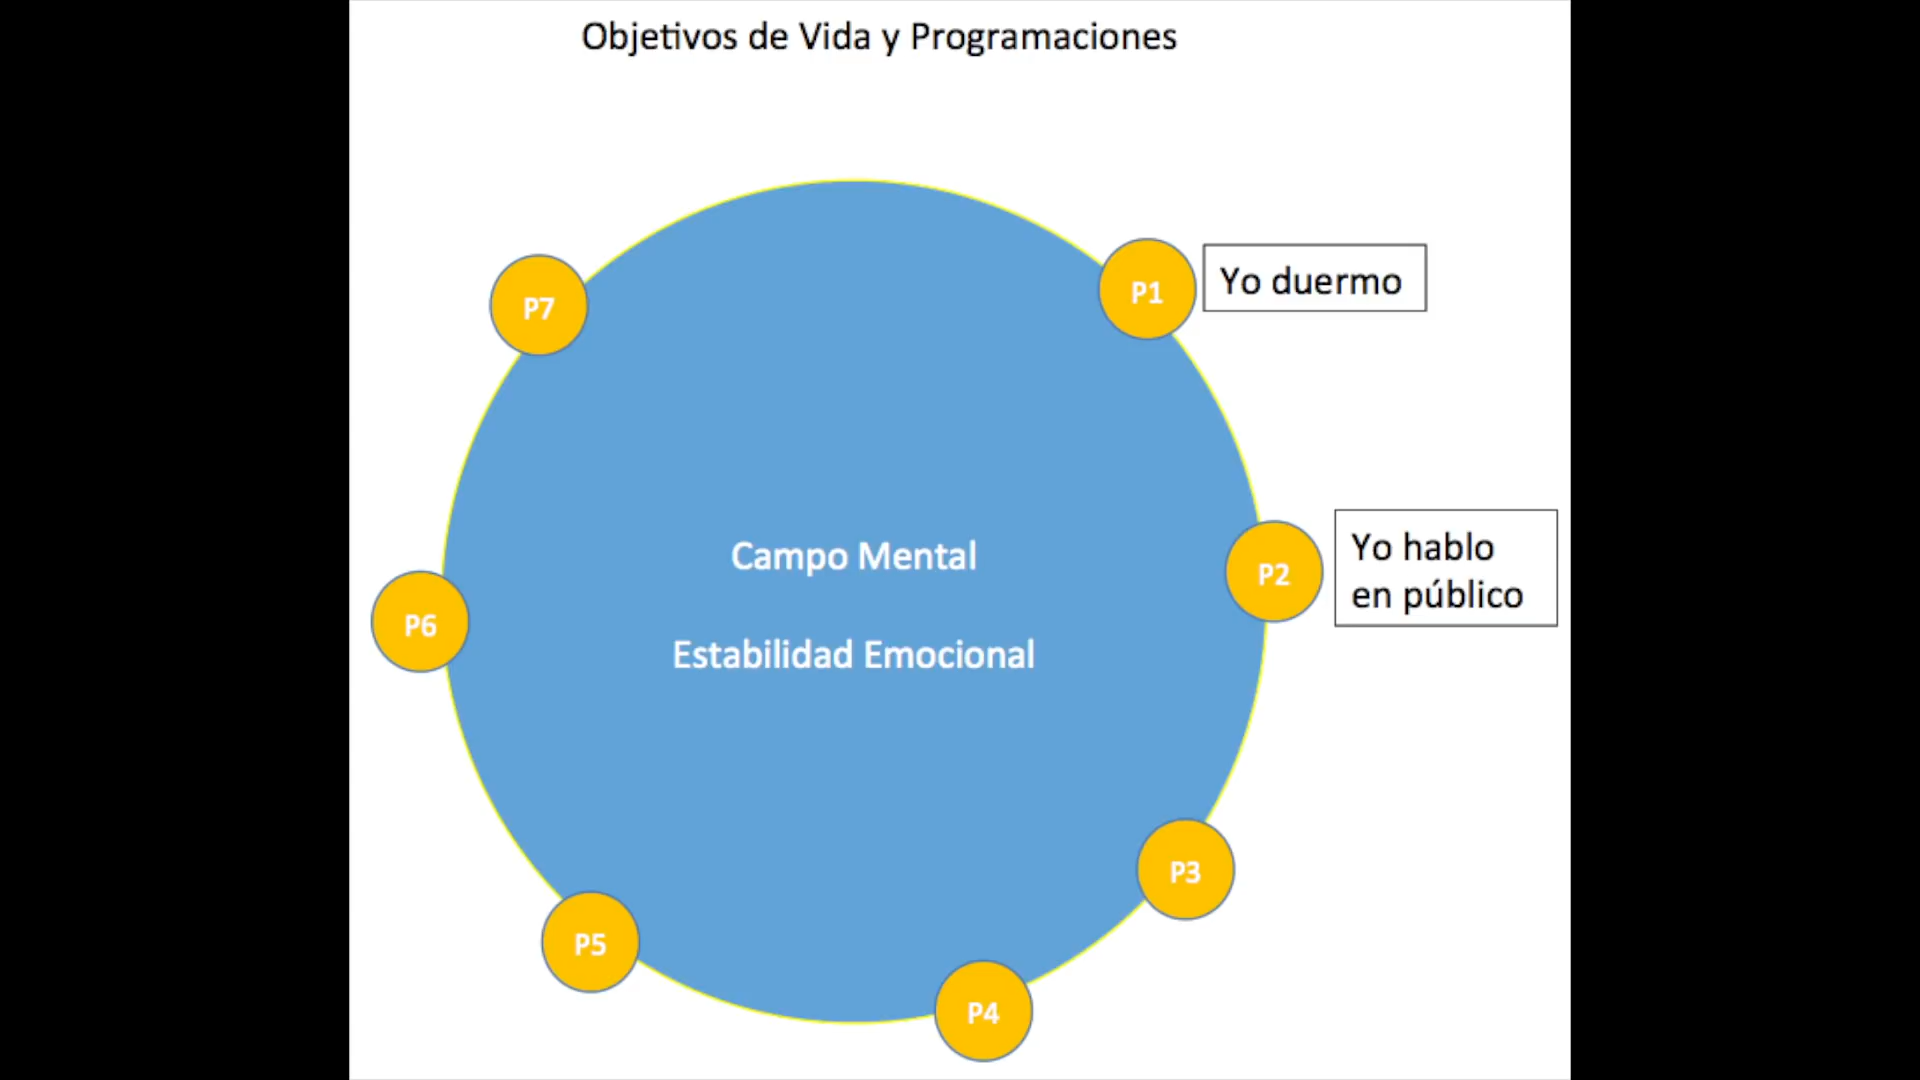 Objetivos de Vida y Programaciones
P1
Yo duermo
P7
P2
Yo hablo
en público
Campo Mental
Estabilidad Emocional
P6
P3
P5
P4